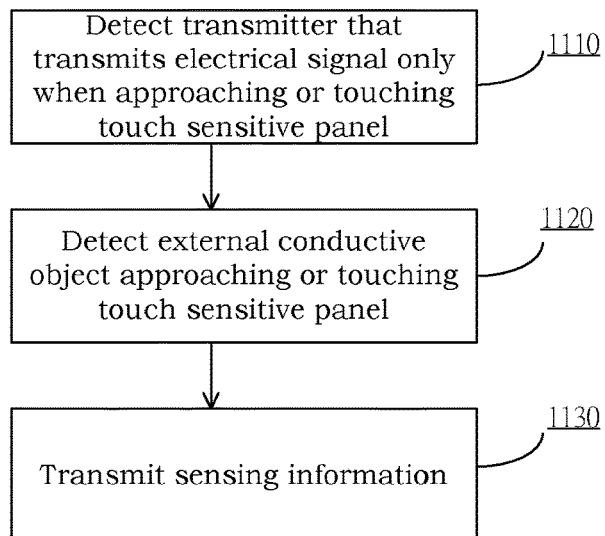 Detect transmitter that
transmits electrical signal only
when approaching or touching
touch sensitive panel
1110
Detect external conductive
object approaching or touching
touch sensitive panel
1120
Transmit sensing information
1130